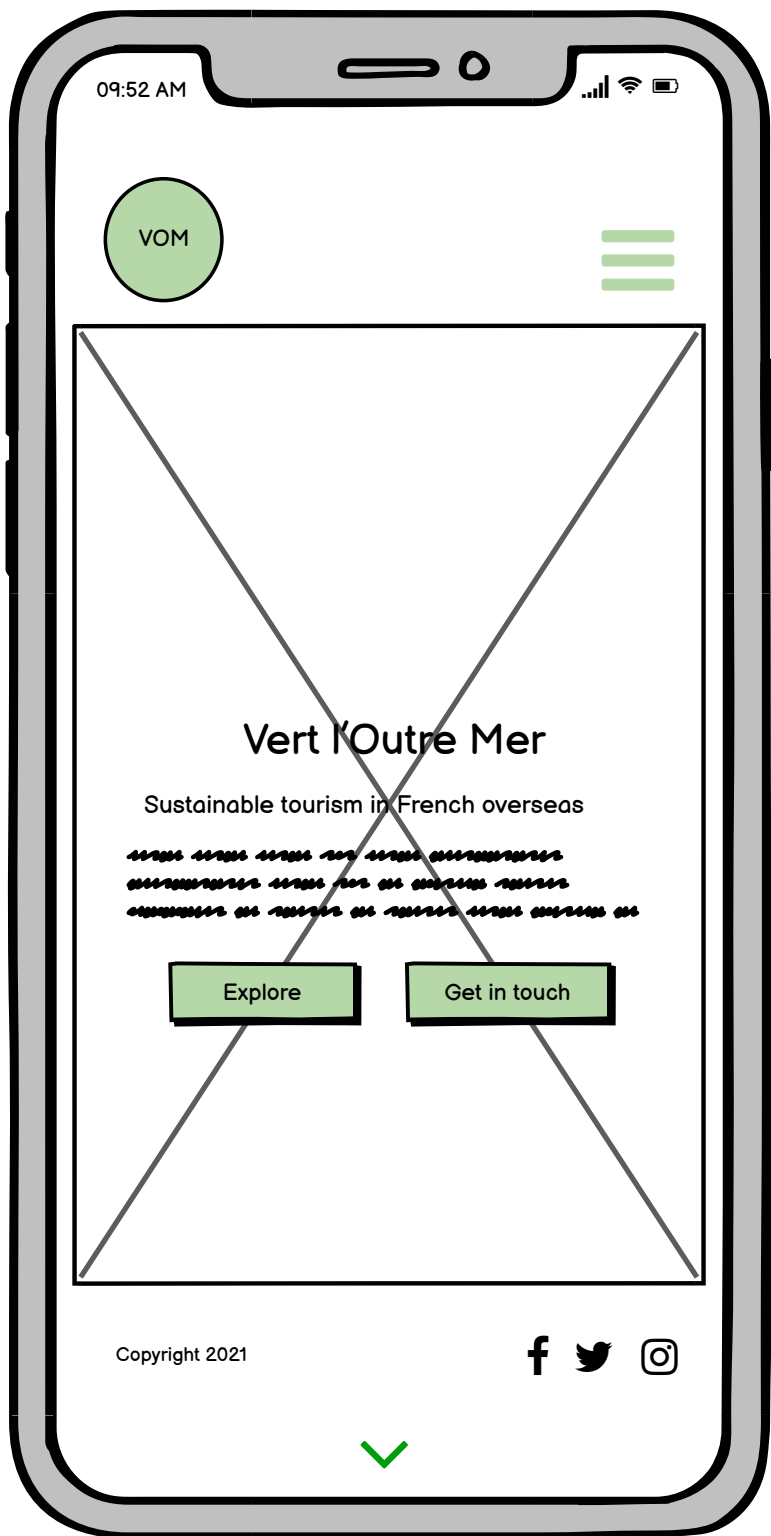 09:52 AM
VOM
Vert l'Outre Mer
Sustainable tourism in French overseas
Explore
Get in touch
Copyright 2021